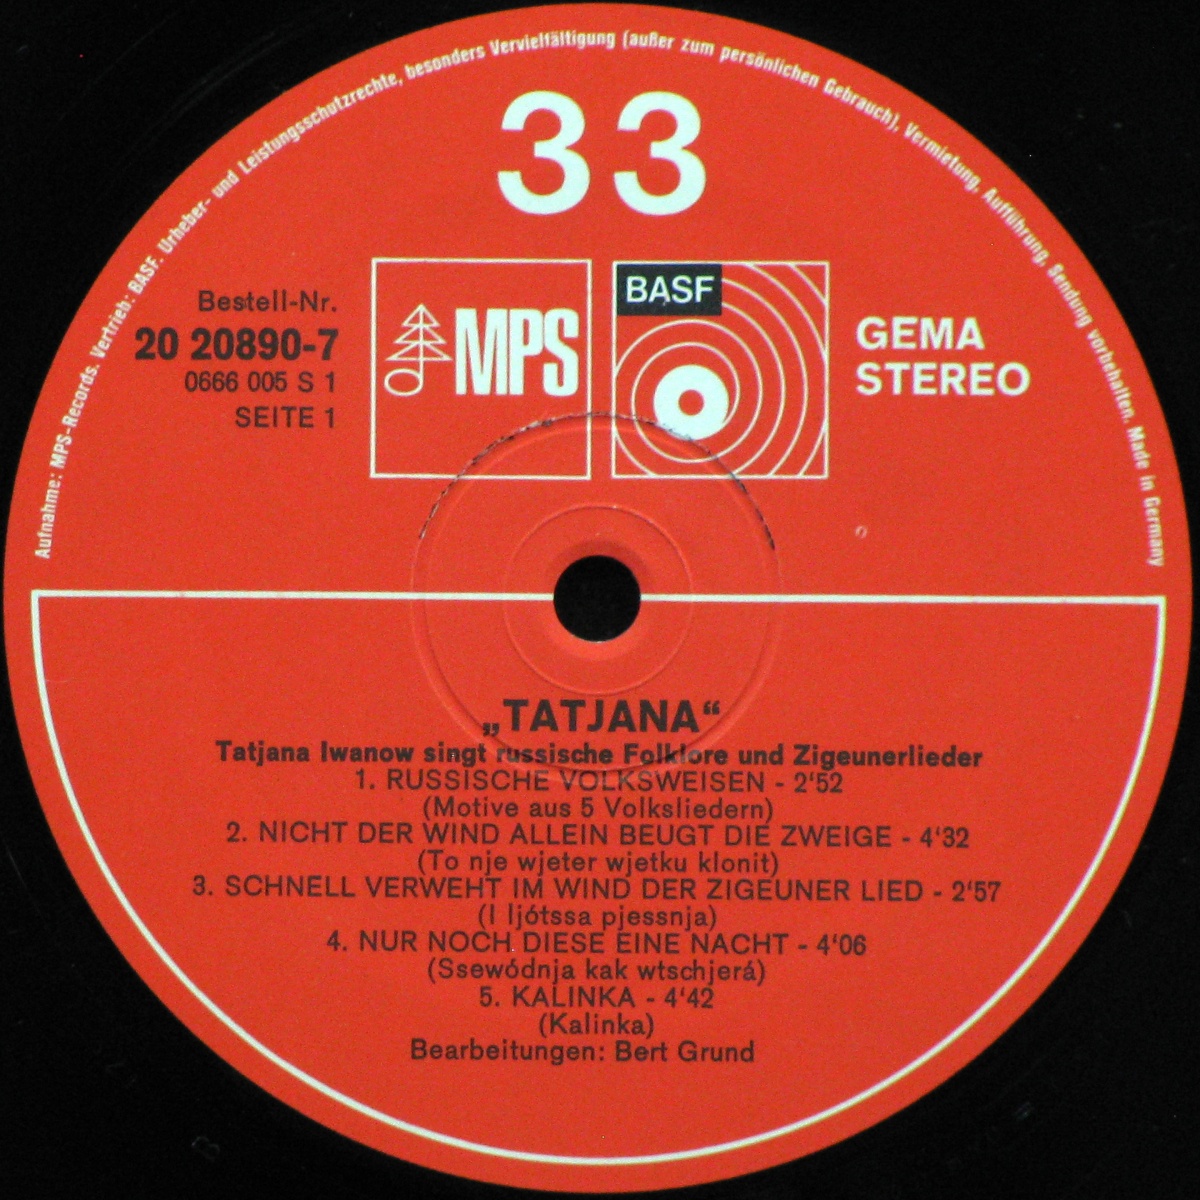 Aufnahme: MPS-Records. Vertrieb: BASF. Urheber- und Leistungsschutzrechte, besonders Vervielfältigung (außer zum persönlichen Gebrauch), Vermietung, Aufführung, Sendung vorbehalten. Made in Germany
33
Bestell-Nr.
20 20890-7
0666 005 S 1
SEITE 1
MPS
BASF
GEMA
STEREO
„TATJANA“
Tatjana Iwanow singt russische Folklore und Zigeunerlieder
1. RUSSISCHE VOLKSWEISEN - 2‘52
(Motive aus 5 Volksliedern)
2. NICHT DER WIND ALLEIN BEUGT DIE ZWEIGE - 4‘32
(To nje wjeter wjetku klonit)
3. SCHNELL VERWEHT IM WIND DER ZIGEUNER LIED - 2‘57
(I ljótssa pjessnja)
4. NUR NOCH DIESE EINE NACHT - 4‘06
(Ssewódnja kak wtschjerá)
5. KALINKA - 4‘42
(Kalinka)
Bearbeitungen: Bert Grund